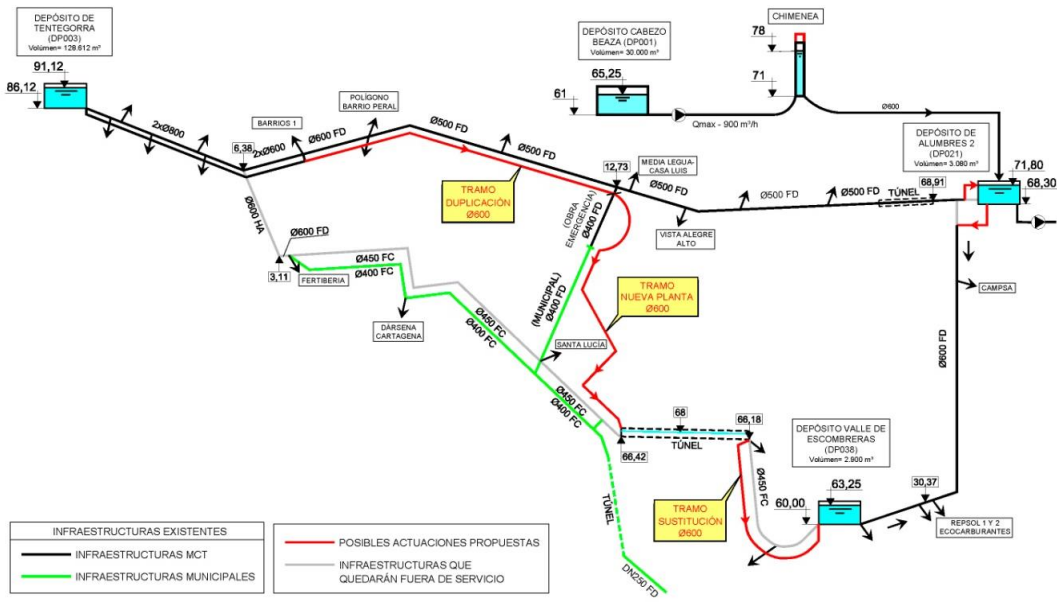 DEPÓSITO DE
TENTEGORRA
(DP003)
Volúmen= 128.612 m³
91,12
86,12
2xØ800
6,38
BARRIOS 1
2xØ600
Ø600 FD
POLÍGONO
BARRIO PERAL
Ø500 FD
Ø500 FD
TRAMO
DUPLICACIÓN
Ø600
12,73
MEDIA LEGUA-
CASA LUIS
Ø500 FD
VISTA ALEGRE
ALTO
Ø500 FD
Ø500 FD
TÚNEL
68,91
DEPÓSITO CABEZO
BEAZA (DP001)
Volúmen= 30.000 m³
65,25
61
Qmax - 900 m³/h
CHIMENEA
78
71
Ø600
DEPÓSITO DE
ALUMBRES 2
(DP021)
Volúmen= 3.080 m³
71,80
68,30
CAMPSA
Ø600 FD
Ø600 HA
Ø600 FD
3,11
FERTIBERIA
Ø450 FC
Ø400 FC
DÁRSENA
CARTAGENA
Ø450 FC
Ø400 FC
(OBRA
EMERGENCIA)
Ø400 FD
(MUNICIPAL)
Ø400 FD
SANTA LUCÍA
TRAMO
NUEVA PLANTA
Ø600
Ø450 FC
Ø400 FC
66,42
68
TÚNEL
66,18
TÚNEL
DN250 FD
Ø450 FC
TRAMO
SUSTITUCIÓN
Ø600
DEPÓSITO VALLE DE
ESCOMBRERAS
(DP038)
Volúmen= 2.900 m³
63,25
60,00
30,37
REPSOL 1 Y 2
ECOCARBURANTES
INFRAESTRUCTURAS EXISTENTES
INFRAESTRUCTURAS MCT
INFRAESTRUCTURAS MUNICIPALES
POSIBLES ACTUACIONES PROPUESTAS
INFRAESTRUCTURAS QUE
QUEDARÁN FUERA DE SERVICIO